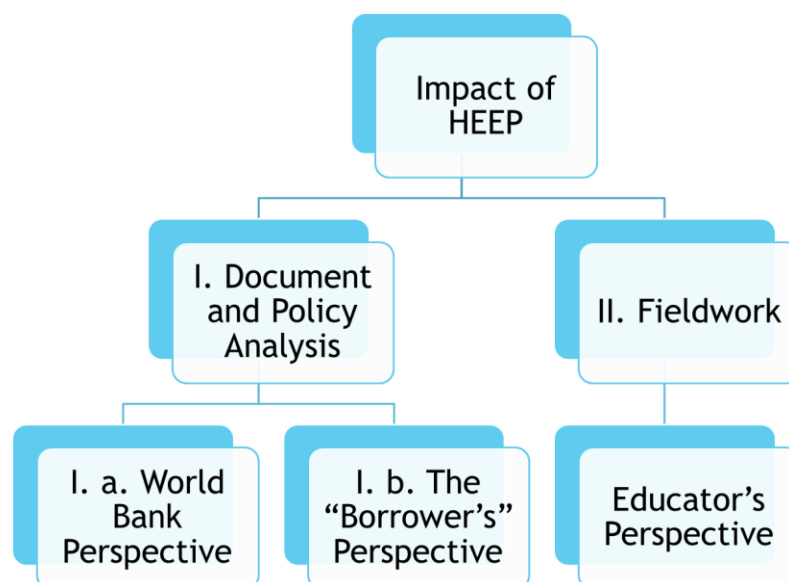 Impact of
HEEP
I. Document
and Policy
Analysis
II. Fieldwork
I. a. World
Bank
Perspective
I. b. The
“Borrower’s”
Perspective
Educator’s
Perspective